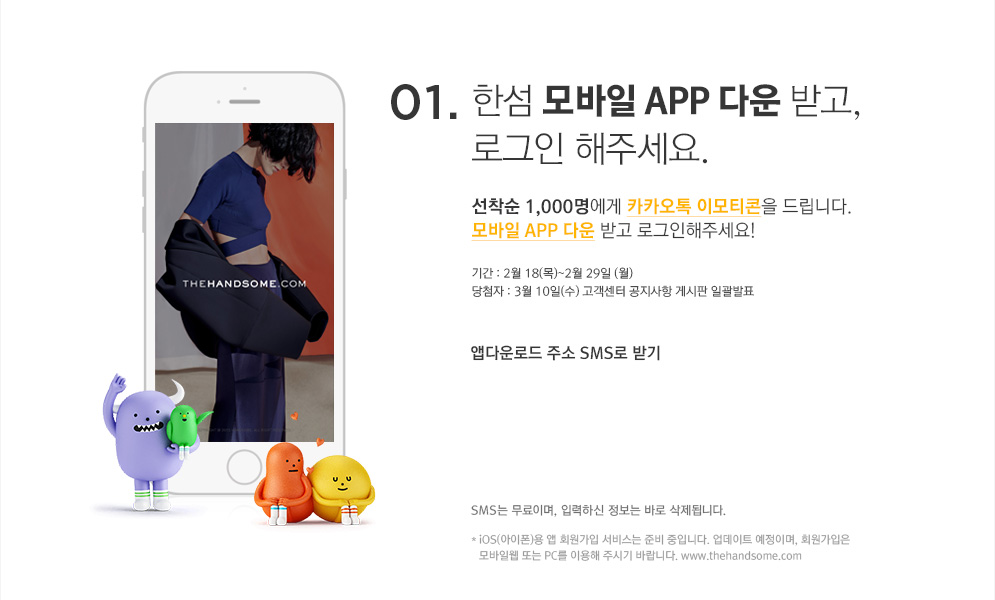 01. 한섬 모바일 APP 다운 받고,
로그인 해주세요.
선착순 1,000명에게 카카오톡 이모티콘을 드립니다.
모바일 APP 다운 받고 로그인해주세요!
기간 : 2월 18(목)~2월 29일 (월)
당첨자 : 3월 10일(수) 고객센터 공지사항 게시판 일괄발표
THEHANDSOME.COM
앱다운로드 주소 SMS로 받기
SMS는 무료이며, 입력하신 정보는 바로 삭제됩니다.
* iOS(아이폰)용 앱 회원가입 서비스는 준비 중입니다. 업데이트 예정이며, 회원가입은
모바일웹 또는 PC를 이용해 주시기 바랍니다. www.thehandsome.com